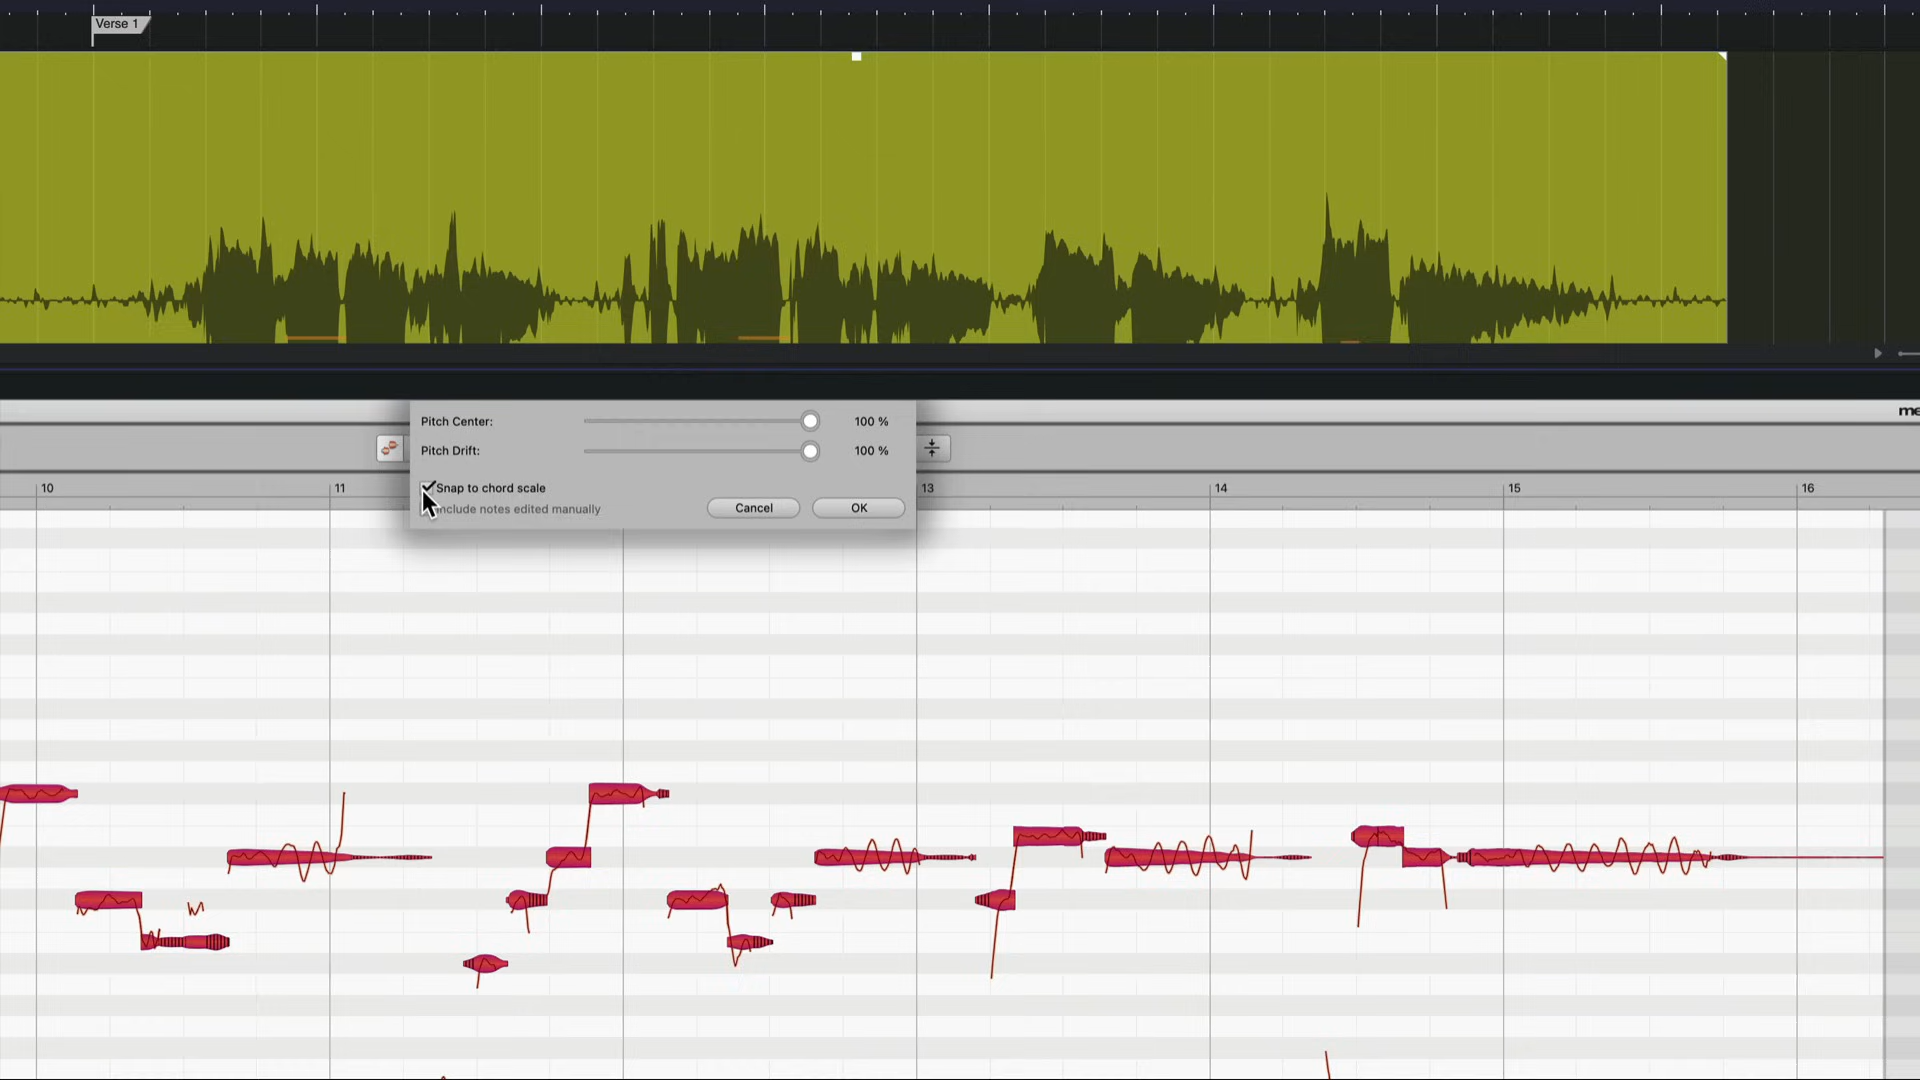 Verse 1
Pitch Center: 100 %
me
Pitch Drift: 100 %
10 11 13 14 15 16
Snap to chord scale
include notes edited manually Cancel OK